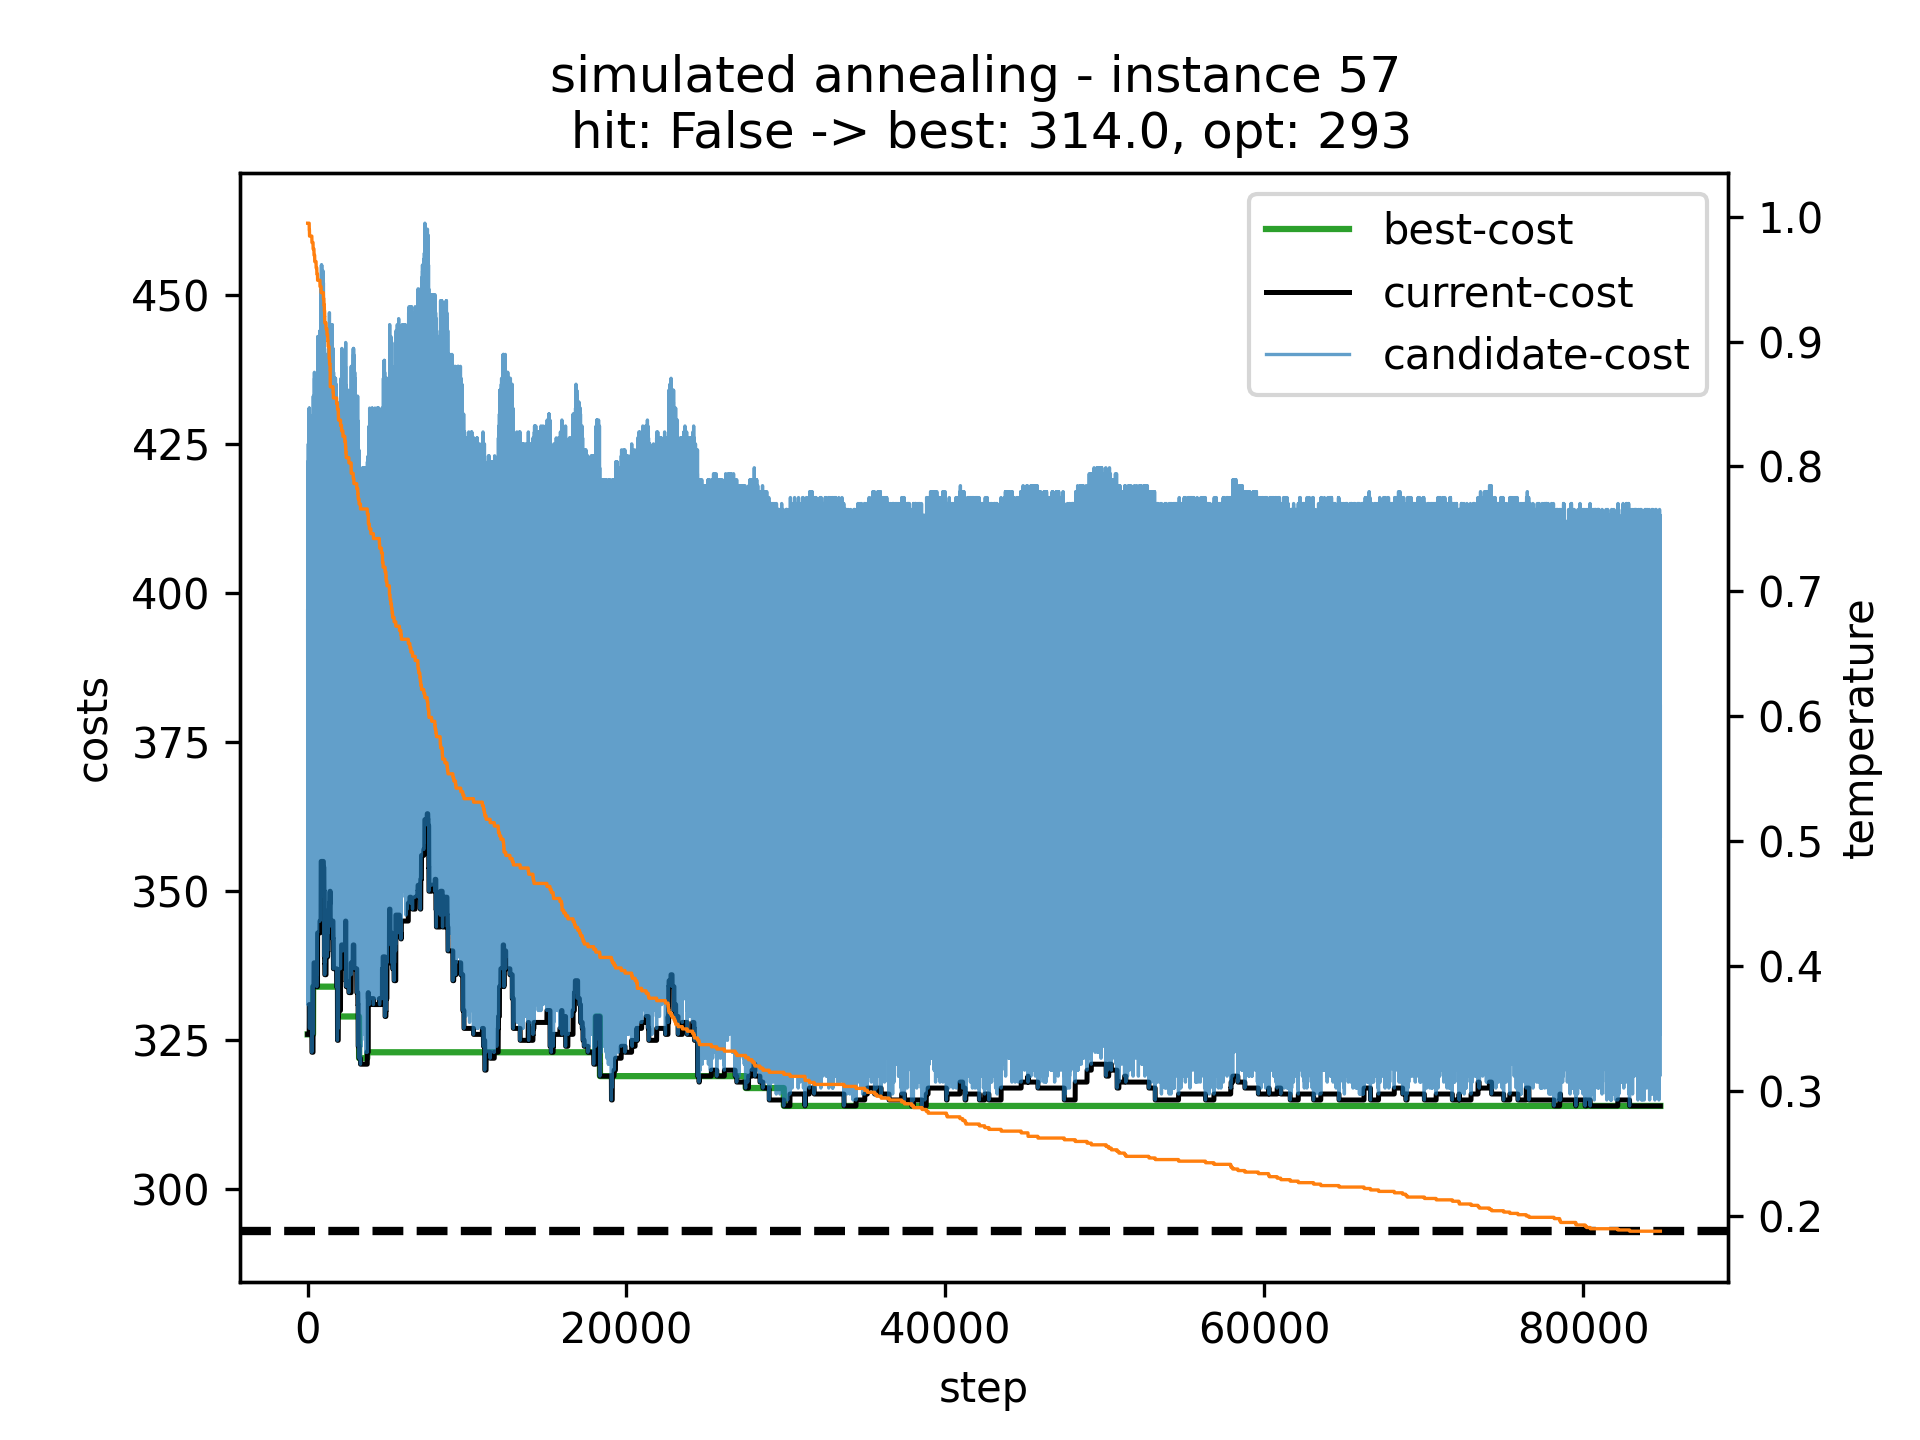 simulated annealing - instance 57
hit: False -> best: 314.0, opt: 293
best-cost
current-cost
candidate-cost
costs
450
425
400
375
350
325
300
1.0
0.9
0.8
0.7
0.6
0.5
0.4
0.3
0.2
temperature
0
20000
40000
60000
80000
step